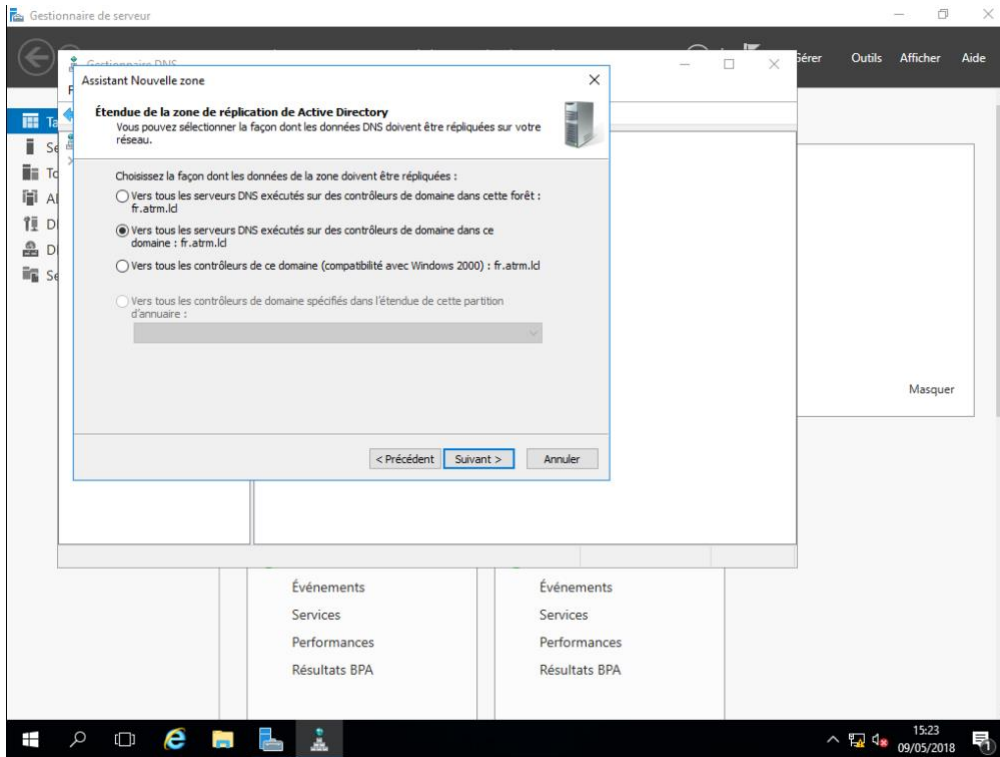 Gestionnaire de serveur
Gérer Outils Afficher Aide
Gestionnaire DNS
Assistant Nouvelle zone
Étendue de la zone de réplication de Active Directory
Vous pouvez sélectionner la façon dont les données DNS doivent être répliquées sur votre
réseau.
Choisissez la façon dont les données de la zone doivent être répliquées :
Vers tous les serveurs DNS exécutés sur des contrôleurs de domaine dans cette forêt :
fr.atrm.lcl
Vers tous les serveurs DNS exécutés sur des contrôleurs de domaine dans ce
domaine : fr.atrm.lcl
Vers tous les contrôleurs de ce domaine (compatibilité avec Windows 2000) : fr.atrm.lcl
Vers tous les contrôleurs de domaine spécifiés dans l'étendue de cette partition
d'annuaire :
< Précédent Suivant > Annuler
Masquer
Événements Événements
Services Services
Performances Performances
Résultats BPA Résultats BPA
15:23
09/05/2018
1